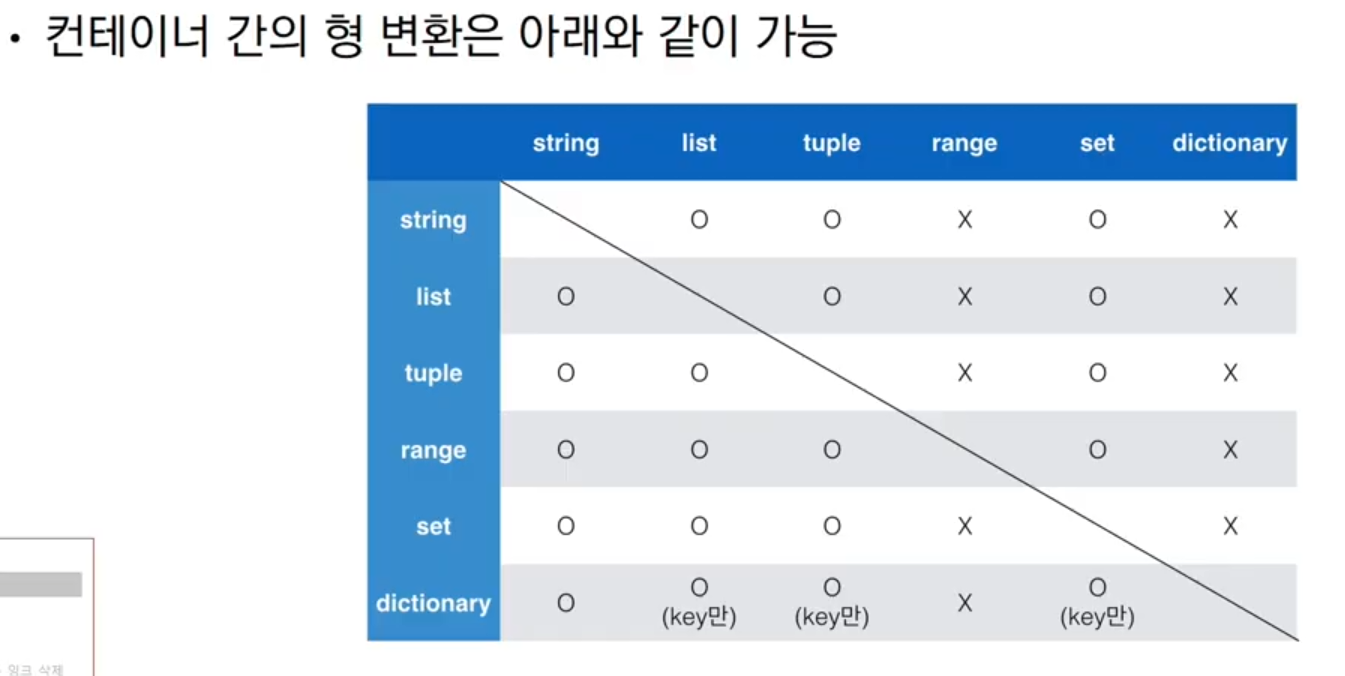 • 컨테이너 간의 형 변환은 아래와 같이 가능
string list tuple range set dictionary
string O O X O X
list O O X O X
tuple O O X O X
range O O O O X
set O O O X X
dictionary O O (key만) O (key만) X O (key만)
잉크 삭제